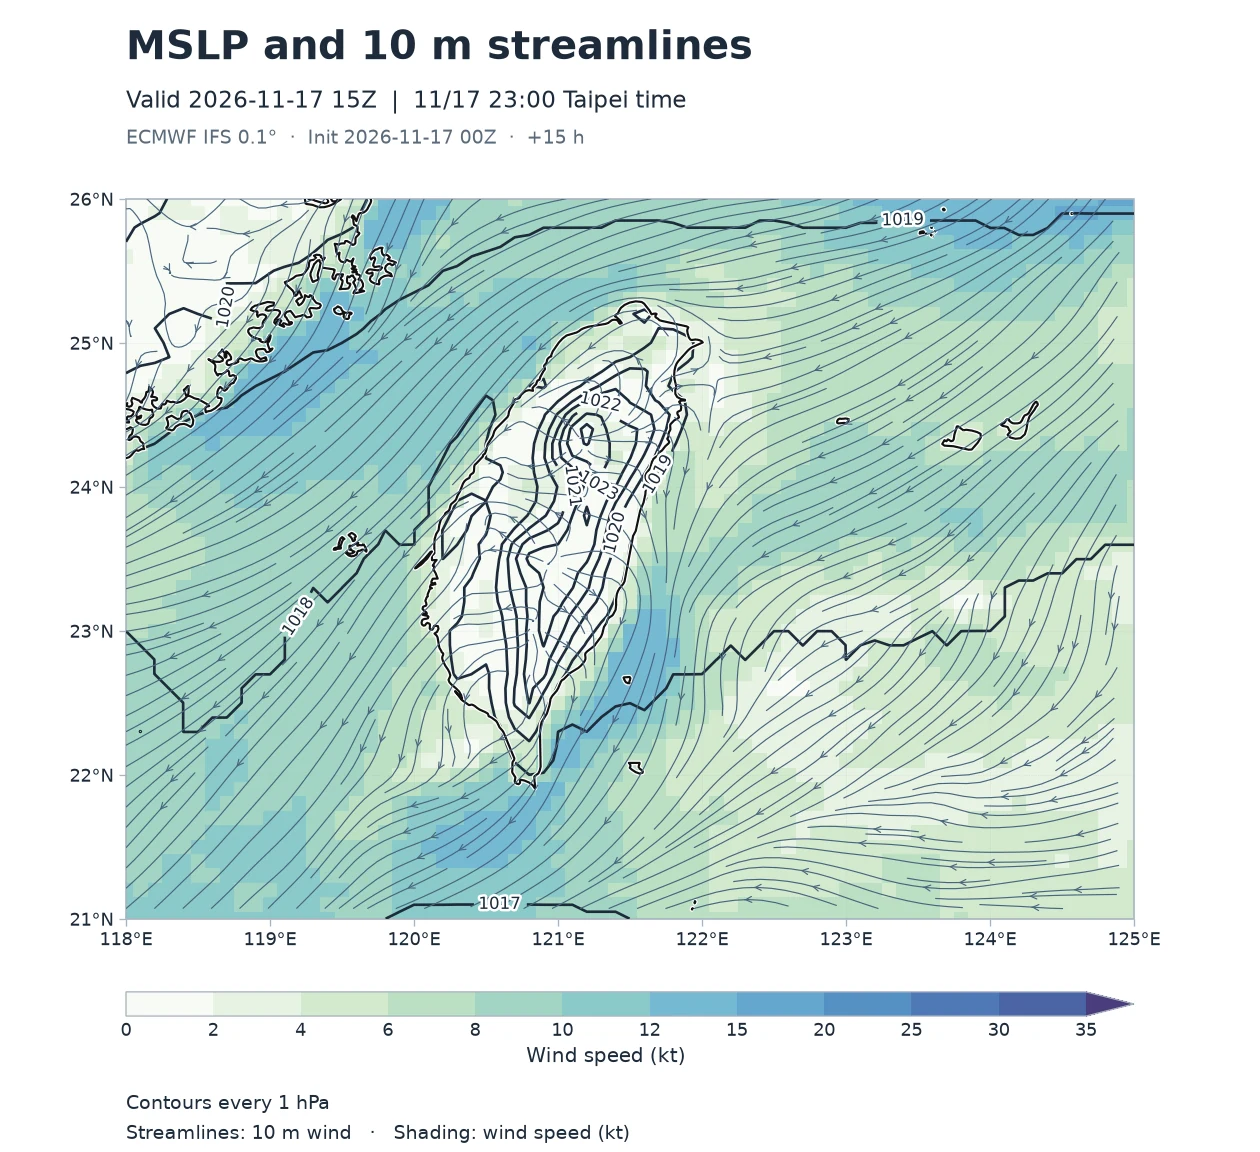 MSLP and 10 m streamlines
Valid 2026-11-17 15Z | 11/17 23:00 Taipei time
ECMWF IFS 0.1° · Init 2026-11-17 00Z · +15 h
26°N
1019
1020
25°N
1022
1019
24°N
1021
1023
1020
1018
23°N
22°N
1017
21°N
118°E 119°E 120°E 121°E 122°E 123°E 124°E 125°E
0 2 4 6 8 10 12 15 20 25 30 35
Wind speed (kt)
Contours every 1 hPa
Streamlines: 10 m wind · Shading: wind speed (kt)